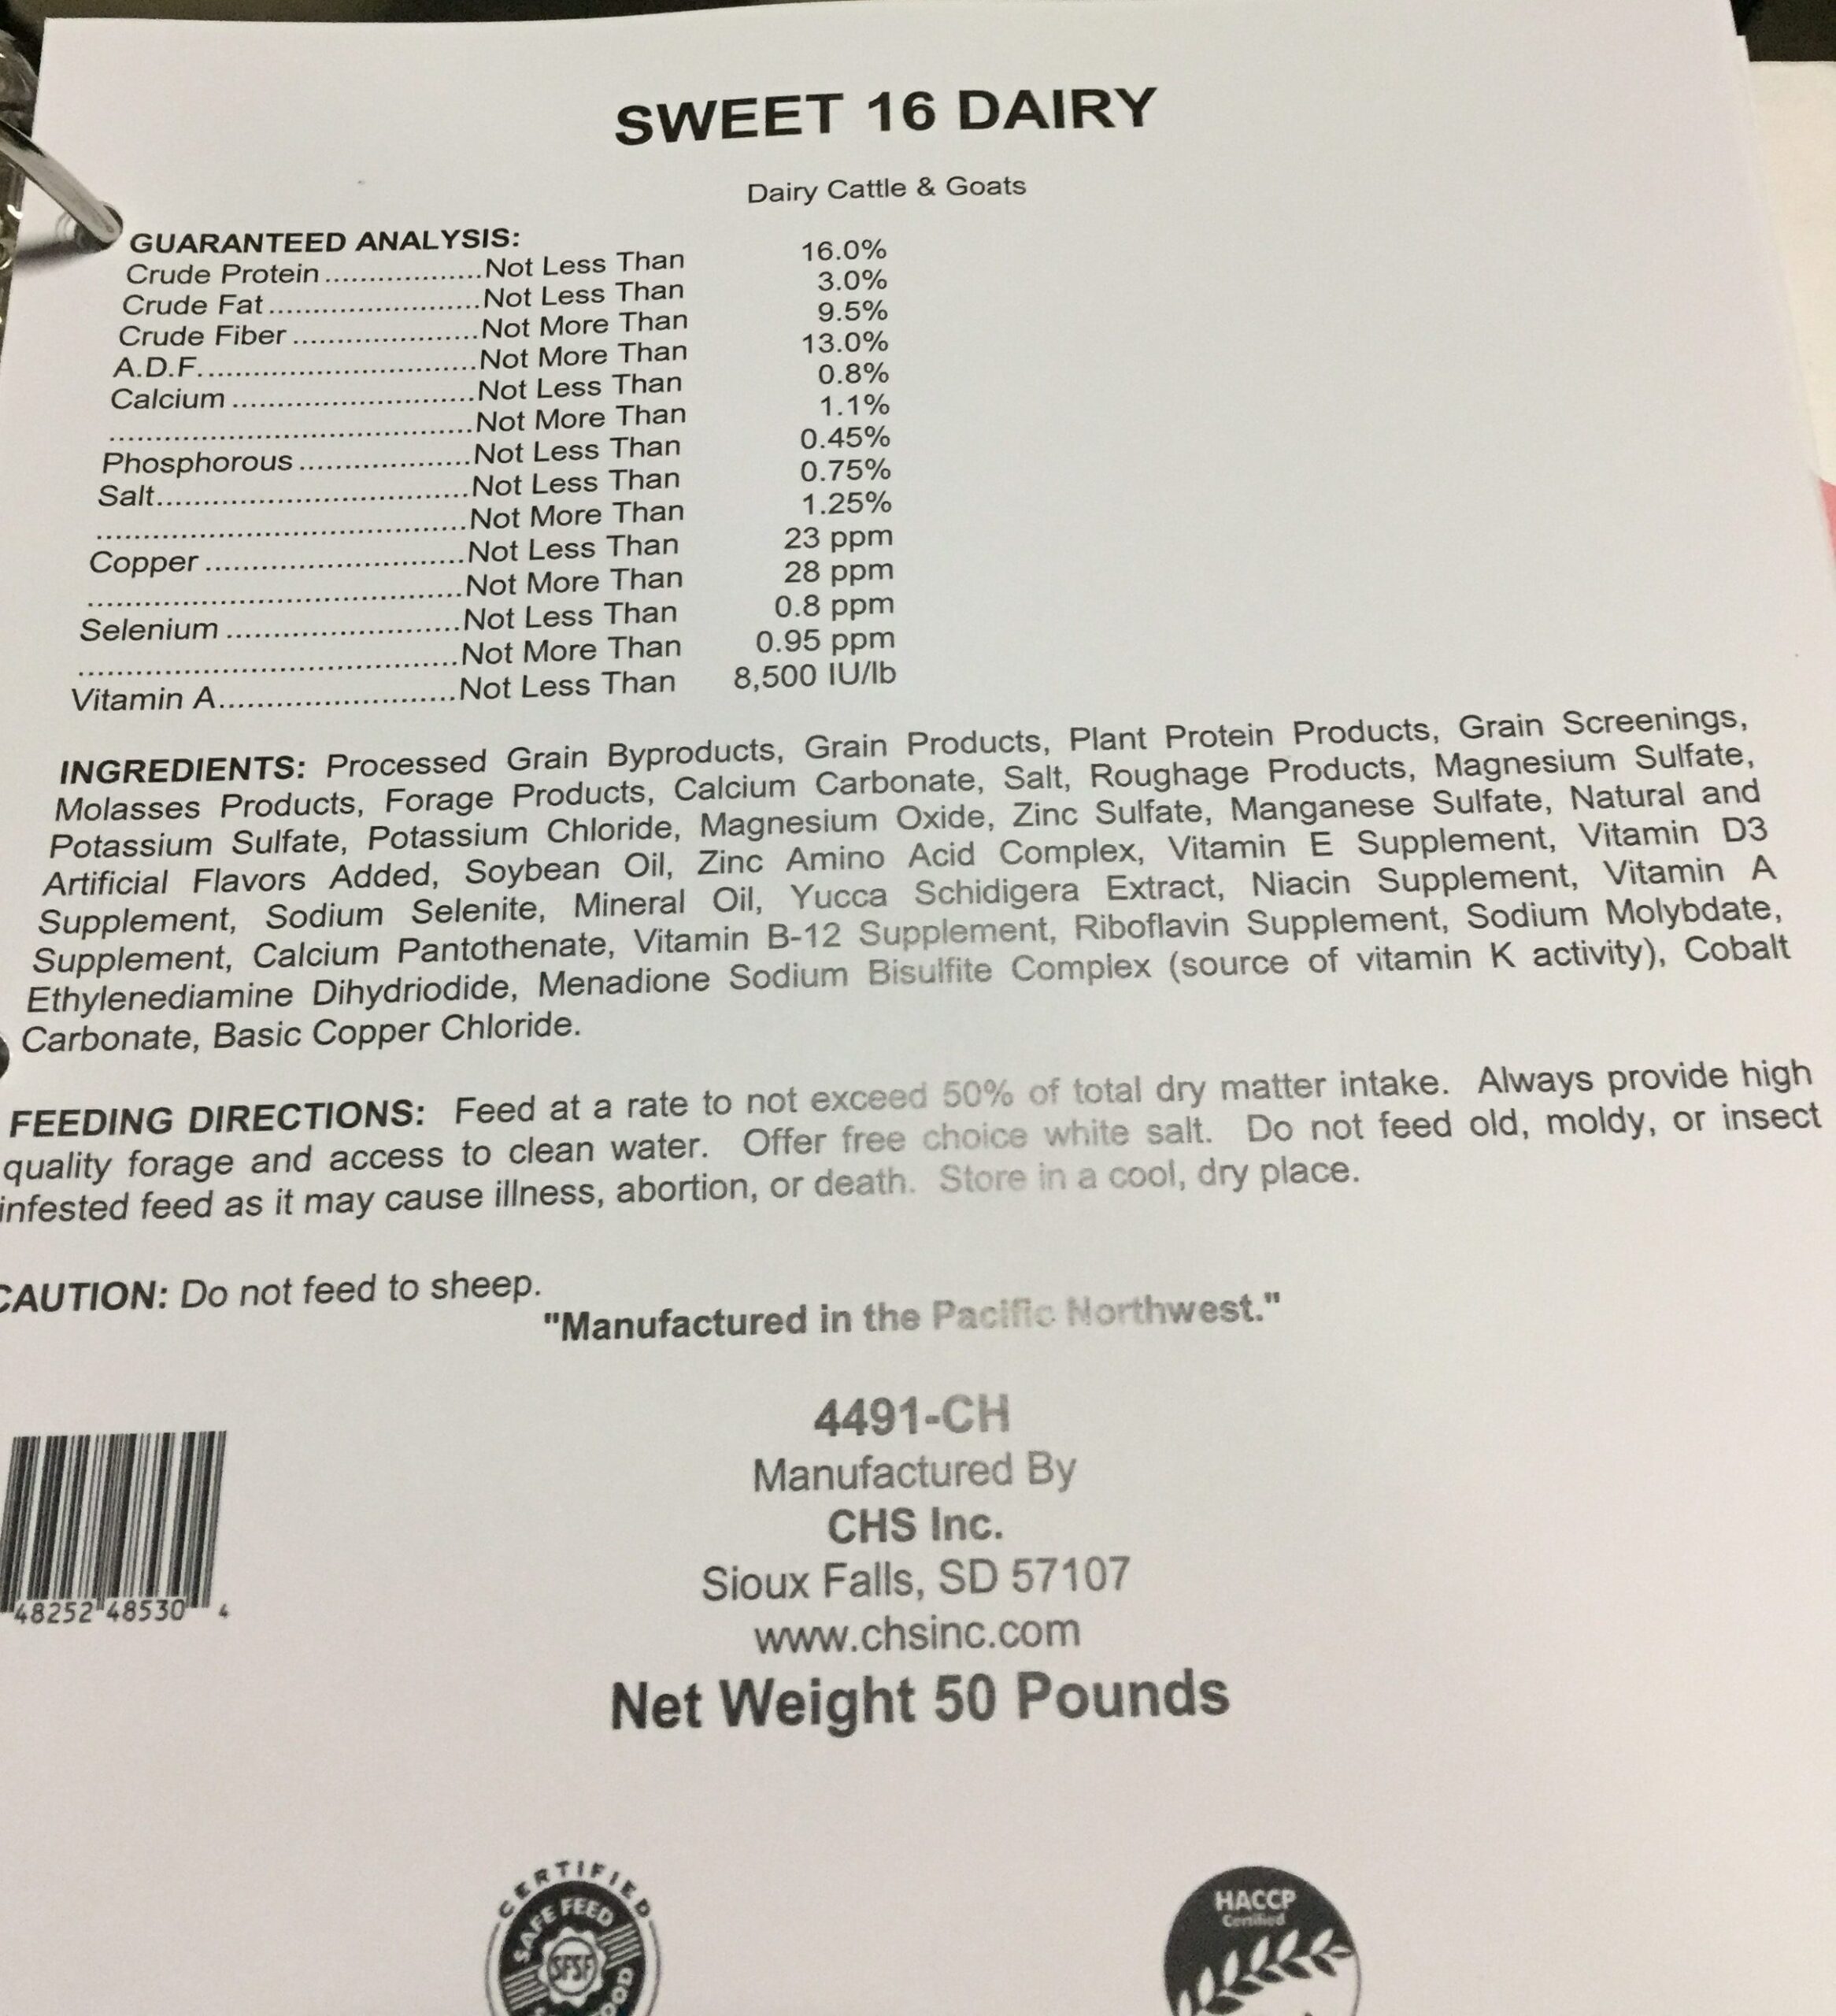 SWEET 16 DAIRY
Dairy Cattle & Goats
GUARANTEED ANALYSIS:
Crude Protein..................Not Less Than 16.0%
Crude Fat........................Not Less Than 3.0%
Crude Fiber.....................Not More Than 9.5%
A.D.F...............................Not More Than 13.0%
Calcium...........................Not Less Than 0.8%
........................................Not More Than 1.1%
Phosphorous...................Not Less Than 0.45%
Salt..................................Not Less Than 0.75%
........................................Not More Than 1.25%
Copper............................Not Less Than 23 ppm
........................................Not More Than 28 ppm
Selenium.........................Not Less Than 0.8 ppm
........................................Not More Than 0.95 ppm
Vitamin A.........................Not Less Than 8,500 IU/lb
INGREDIENTS: Processed Grain Byproducts, Grain Products, Plant Protein Products, Grain Screenings,
Molasses Products, Forage Products, Calcium Carbonate, Salt, Roughage Products, Magnesium Sulfate,
Potassium Sulfate, Potassium Chloride, Magnesium Oxide, Zinc Sulfate, Manganese Sulfate, Natural and
Artificial Flavors Added, Soybean Oil, Zinc Amino Acid Complex, Vitamin E Supplement, Vitamin D3
Supplement, Sodium Selenite, Mineral Oil, Yucca Schidigera Extract, Niacin Supplement, Vitamin A
Supplement, Calcium Pantothenate, Vitamin B-12 Supplement, Riboflavin Supplement, Sodium Molybdate,
Ethylenediamine Dihydriodide, Menadione Sodium Bisulfite Complex (source of vitamin K activity), Cobalt
Carbonate, Basic Copper Chloride.
FEEDING DIRECTIONS: Feed at a rate to not exceed 50% of total dry matter intake. Always provide high
quality forage and access to clean water. Offer free choice white salt. Do not feed old, moldy, or insect
infested feed as it may cause illness, abortion, or death. Store in a cool, dry place.
CAUTION: Do not feed to sheep.
"Manufactured in the Pacific Northwest."
4491-CH
Manufactured By
CHS Inc.
Sioux Falls, SD 57107
www.chsinc.com
Net Weight 50 Pounds
48252 48530 4
CERTIFIED
SAFE FEED
SFSF
HACCP
Certified